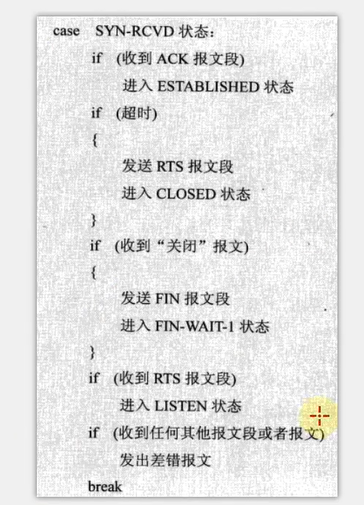 case SYN-RCVD 状态：
if (收到 ACK 报文段)
进入 ESTABLISHED 状态
if (超时)
{
发送 RTS 报文段
进入 CLOSED 状态
}
if (收到“关闭”报文)
{
发送 FIN 报文段
进入 FIN-WAIT-1 状态
}
if (收到 RTS 报文段)
进入 LISTEN 状态
if (收到任何其他报文段或者报文)
发出差错报文
break